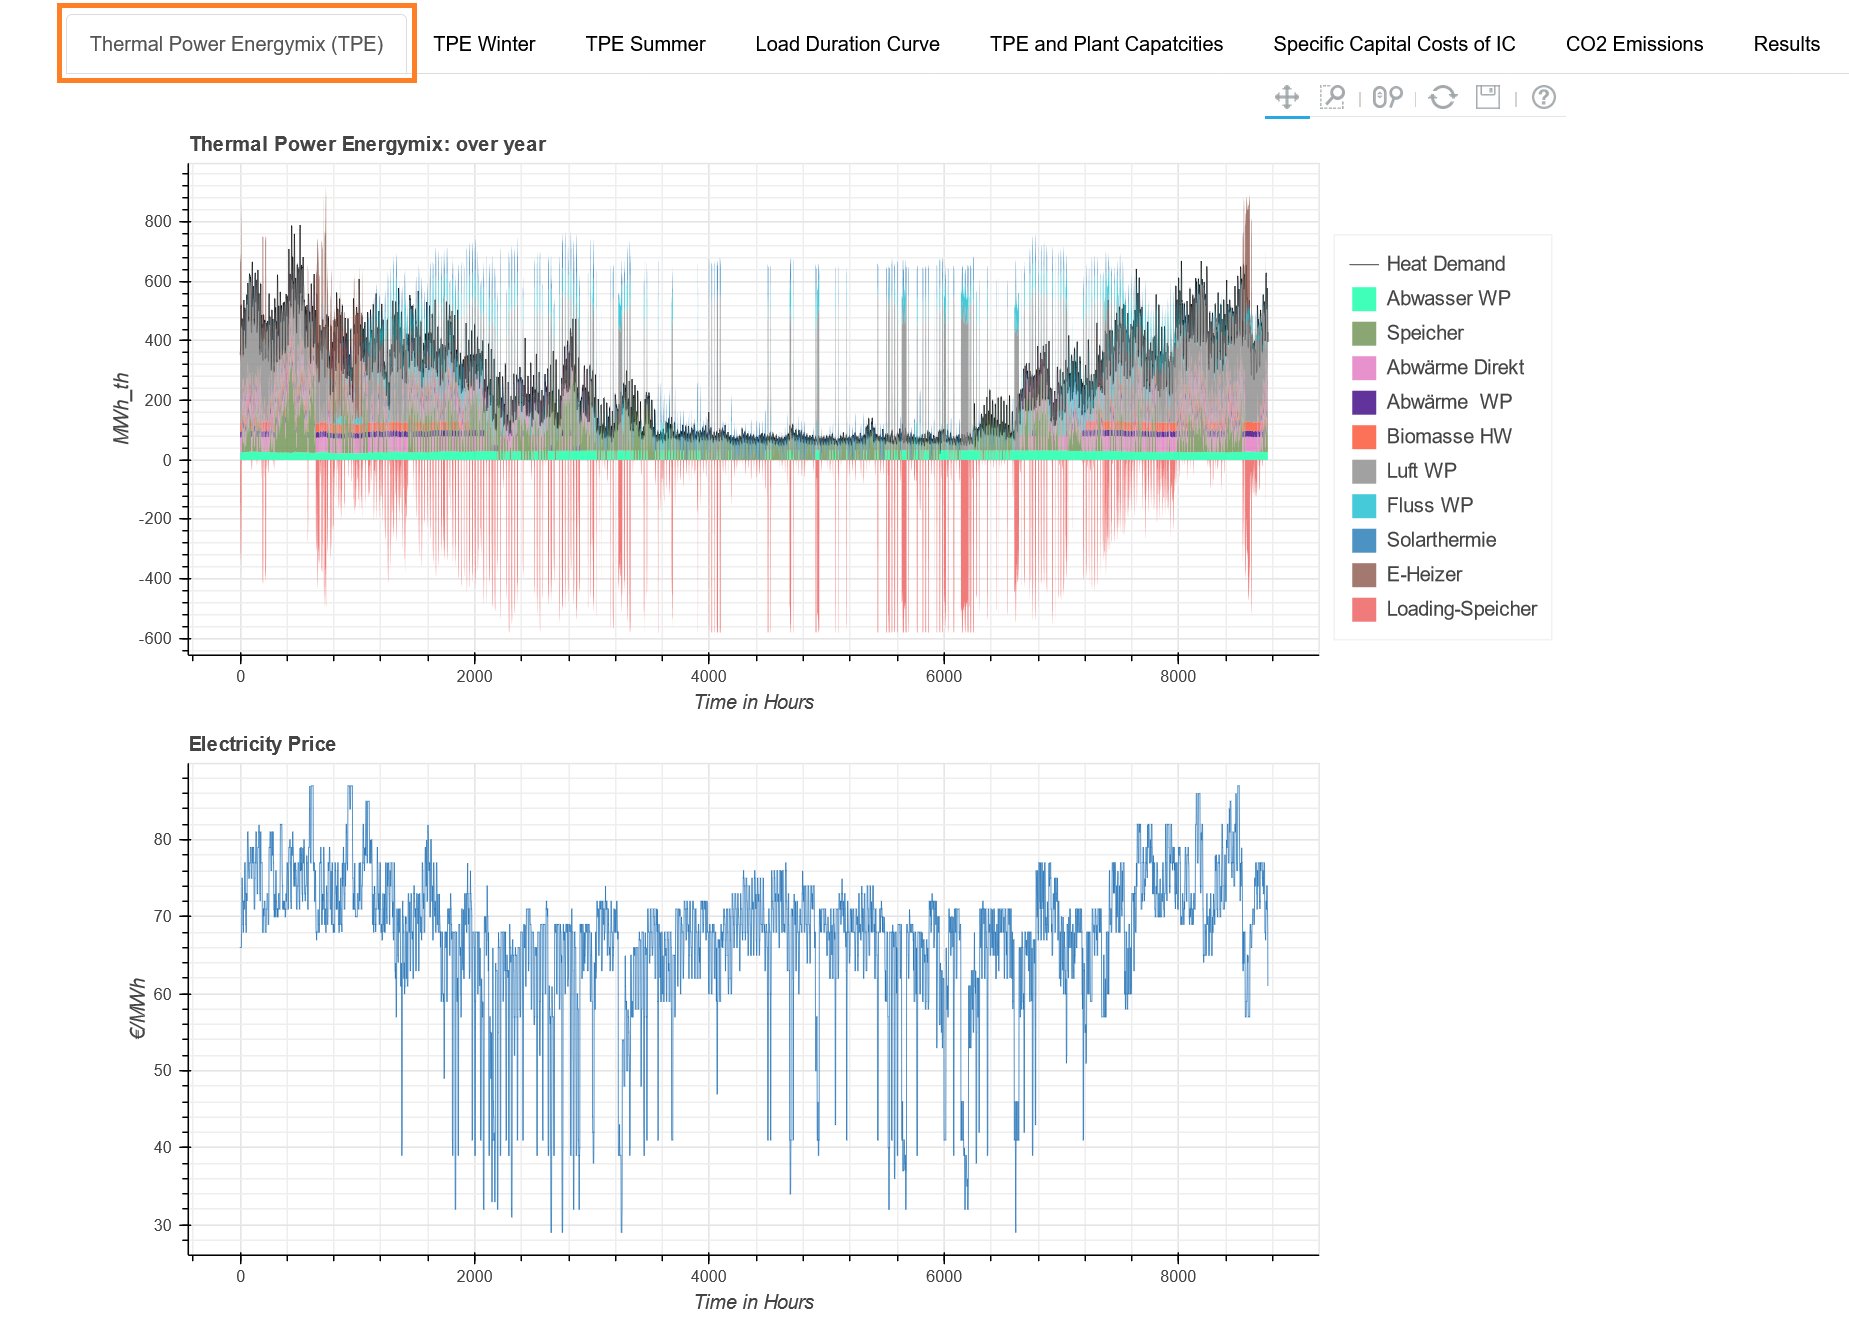 Thermal Power Energymix (TPE) TPE Winter TPE Summer Load Duration Curve TPE and Plant Capatcities Specific Capital Costs of IC CO2 Emissions Results
Thermal Power Energymix: over year
800
600
400
200
0
-200
-400
-600
MWh_th
0 2000 4000 6000 8000
Time in Hours
Heat Demand
Abwasser WP
Speicher
Abwärme Direkt
Abwärme  WP
Biomasse HW
Luft WP
Fluss WP
Solarthermie
E-Heizer
Loading-Speicher
Electricity Price
80
70
60
50
40
30
€/MWh
0 2000 4000 6000 8000
Time in Hours